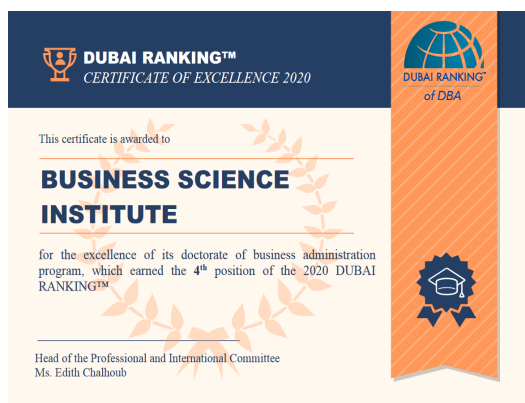 DUBAI RANKING™
CERTIFICATE OF EXCELLENCE 2020
DUBAI RANKING™
of DBA
This certificate is awarded to
BUSINESS SCIENCE
INSTITUTE
for the excellence of its doctorate of business administration
program, which earned the 4th position of the 2020 DUBAI
RANKING™
Head of the Professional and International Committee
Ms. Edith Chalhoub